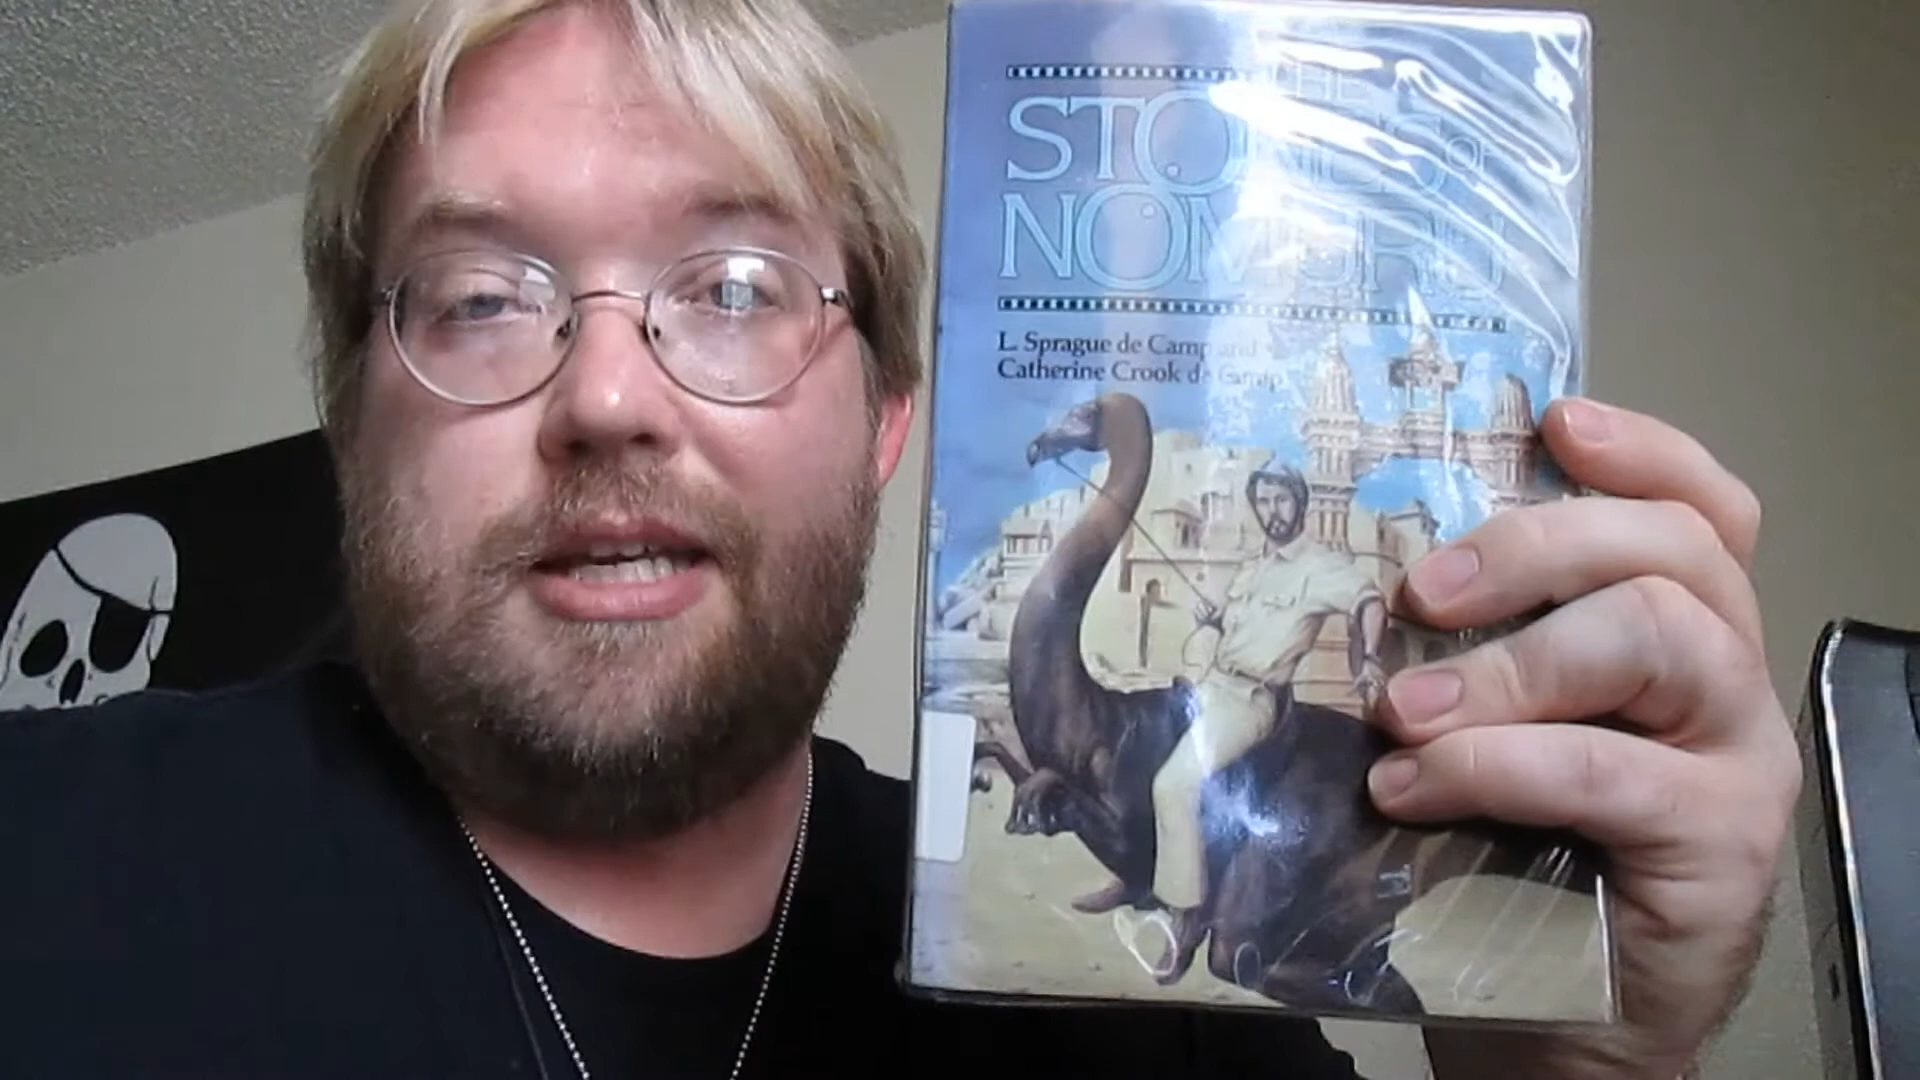 THE
STONES OF
NOMURU
L. Sprague de Camp and
Catherine Crook de Camp